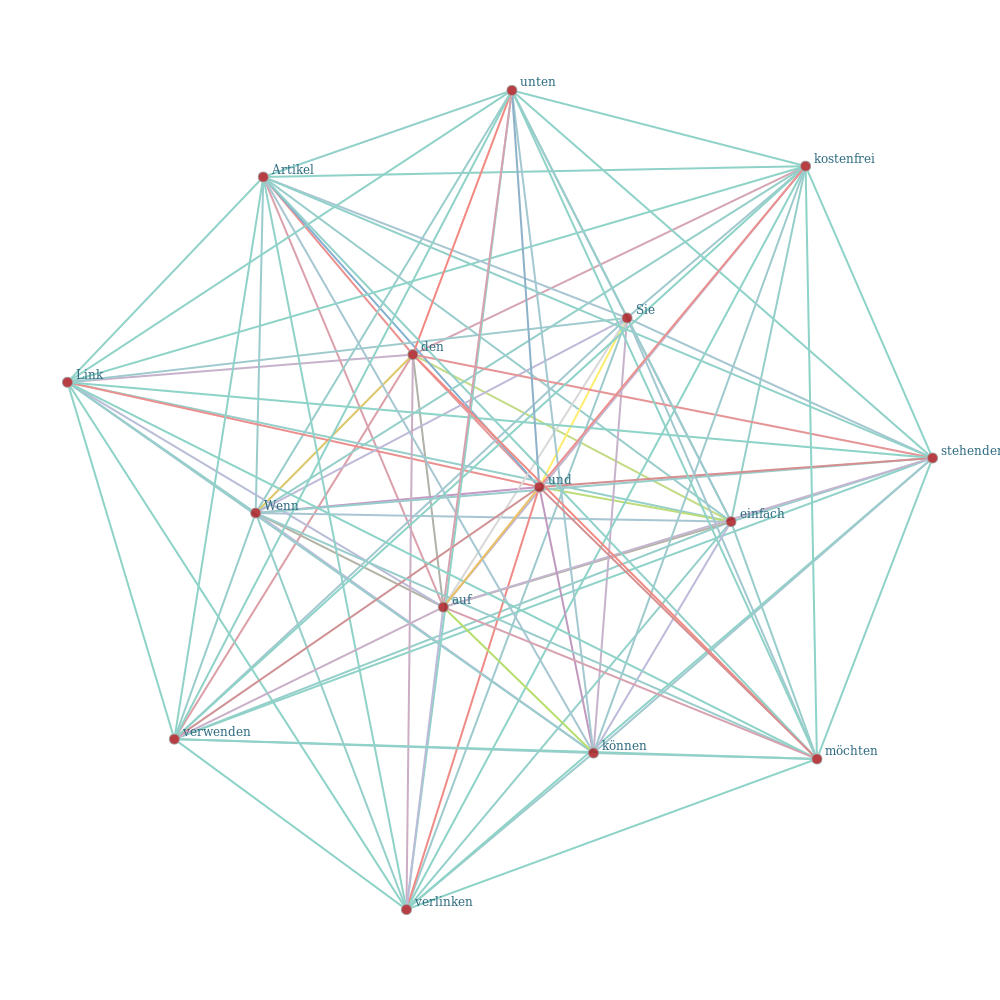 unten
kostenfrei
Artikel
Sie
den
Link
stehenden
und
Wenn
einfach
auf
verwenden
können
möchten
verlinken